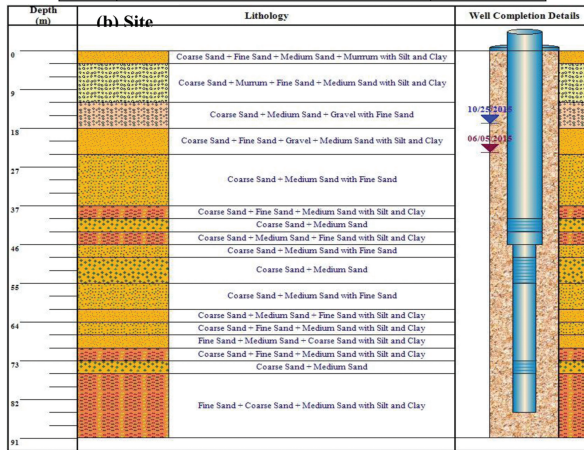 Depth
(m)
(b) Site
Lithology
Well Completion Details
0
Coarse Sand + Fine Sand + Medium Sand + Murrum with Silt and Clay
Coarse Sand + Murrum + Fine Sand + Medium Sand with Silt and Clay
9
Coarse Sand + Medium Sand + Gravel with Fine Sand
10/25/2015
18
Coarse Sand + Fine Sand + Gravel + Medium Sand with Silt and Clay
06/05/2015
27
Coarse Sand + Medium Sand with Fine Sand
37
Coarse Sand + Fine Sand + Medium Sand with Silt and Clay
Coarse Sand + Medium Sand
Coarse Sand + Medium Sand + Fine Sand with Silt and Clay
46
Coarse Sand + Medium Sand with Fine Sand
Coarse Sand + Medium Sand
55
Coarse Sand + Medium Sand with Fine Sand
Coarse Sand + Medium Sand + Fine Sand with Silt and Clay
64
Coarse Sand + Fine Sand + Medium Sand with Silt and Clay
Fine Sand + Medium Sand + Coarse Sand with Silt and Clay
Coarse Sand + Fine Sand + Medium Sand with Silt and Clay
73
Coarse Sand + Medium Sand
82
Fine Sand + Coarse Sand + Medium Sand with Silt and Clay
91